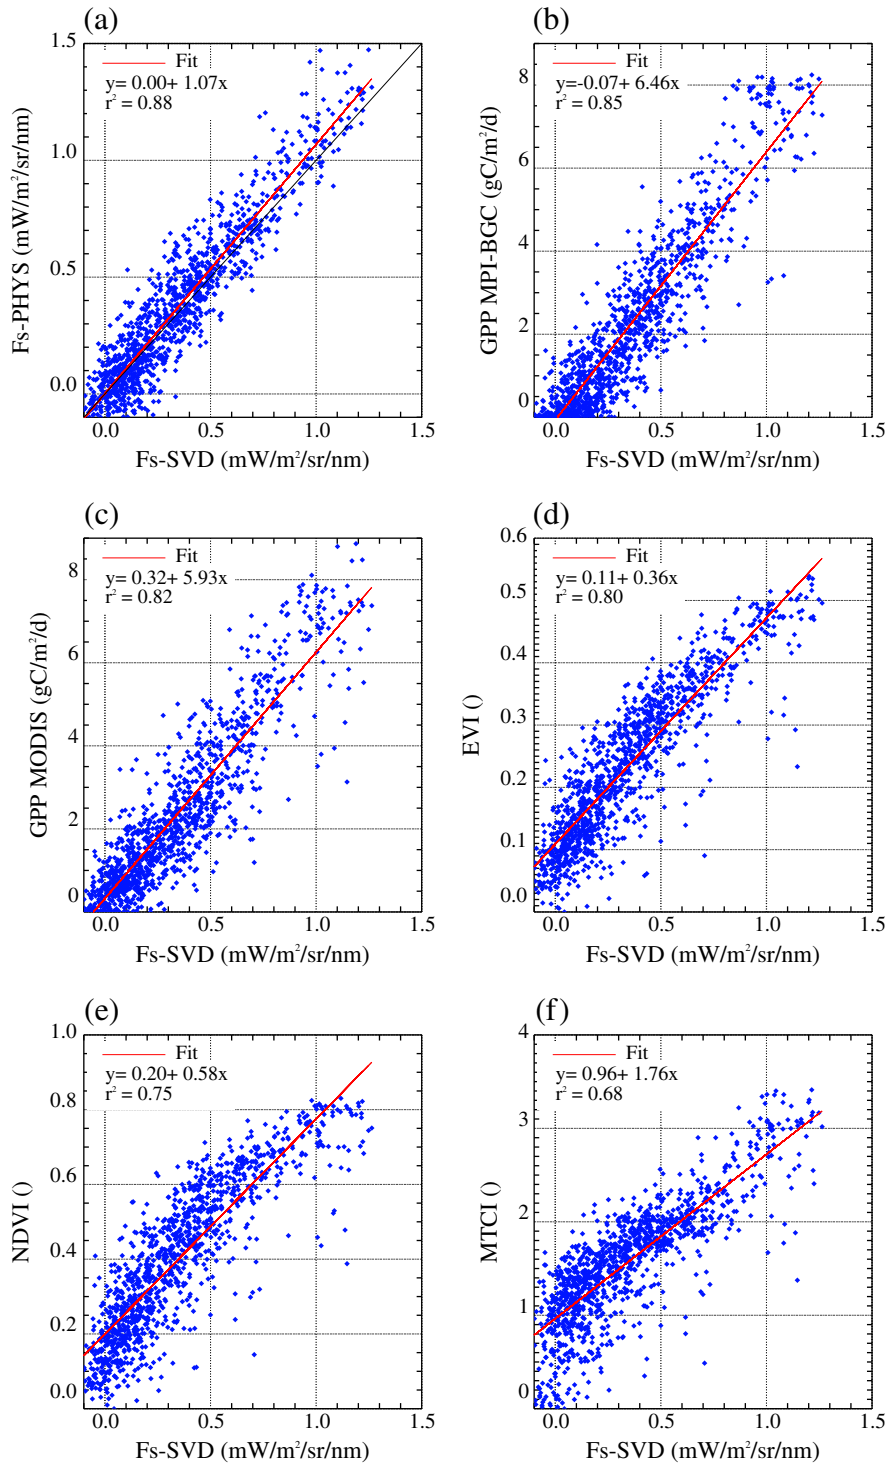 (a)
1.5
Fit
y= 0.00+ 1.07x
r² = 0.88
1.0
0.5
0.0
Fs-PHYS (mW/m²/sr/nm)
0.0 0.5 1.0 1.5
Fs-SVD (mW/m²/sr/nm)
(b)
8
Fit
y=-0.07+ 6.46x
r² = 0.85
6
4
2
0
GPP MPI-BGC (gC/m²/d)
0.0 0.5 1.0 1.5
Fs-SVD (mW/m²/sr/nm)
(c)
8
Fit
y= 0.32+ 5.93x
r² = 0.82
6
4
2
0
GPP MODIS (gC/m²/d)
0.0 0.5 1.0 1.5
Fs-SVD (mW/m²/sr/nm)
(d)
0.6
Fit
y= 0.11+ 0.36x
r² = 0.80
0.5
0.4
0.3
0.2
0.1
0.0
EVI ()
0.0 0.5 1.0 1.5
Fs-SVD (mW/m²/sr/nm)
(e)
1.0
Fit
y= 0.20+ 0.58x
r² = 0.75
0.8
0.6
0.4
0.2
0.0
NDVI ()
0.0 0.5 1.0 1.5
Fs-SVD (mW/m²/sr/nm)
(f)
4
Fit
y= 0.96+ 1.76x
r² = 0.68
3
2
1
0
MTCI ()
0.0 0.5 1.0 1.5
Fs-SVD (mW/m²/sr/nm)